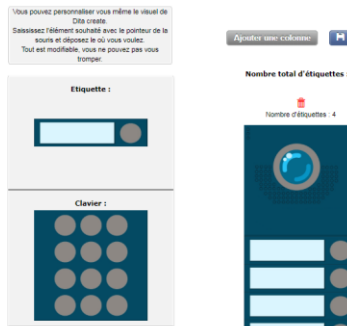 Vous pouvez personnaliser vous même le visuel de
Dita create.
Saisissez l'élément souhaité avec le pointeur de la
souris et déposez le où vous voulez.
Tout est modifiable, vous ne pouvez pas vous
tromper.
Etiquette :
Clavier :
Ajouter une colonne
Nombre total d'étiquettes :
Nombre d'étiquettes : 4